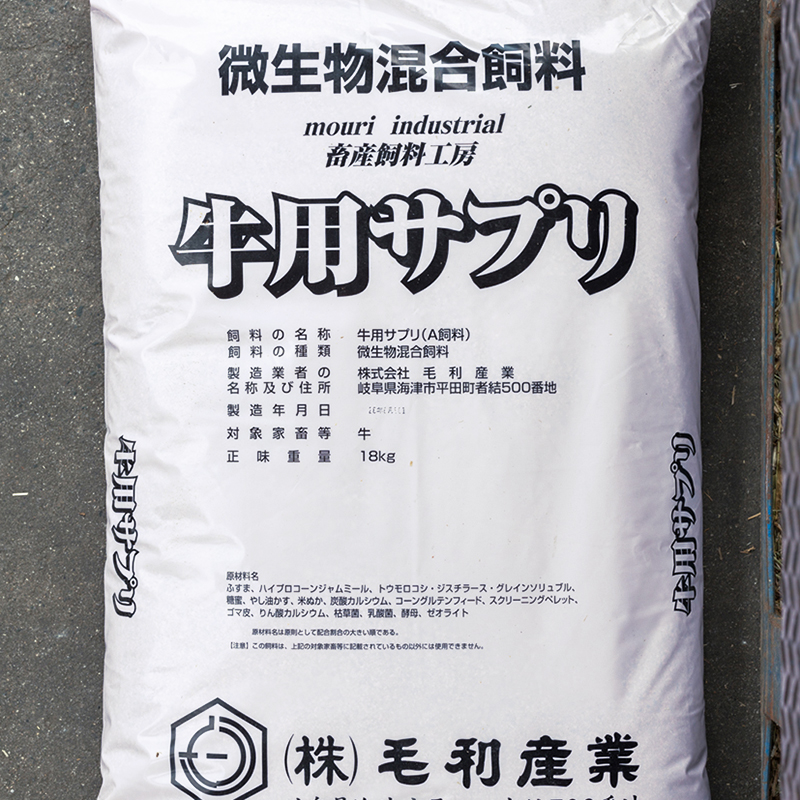 微生物混合飼料
mouri industrial
畜産飼料工房
牛用サプリ
飼料の名称 牛用サプリ(A飼料)
飼料の種類 微生物混合飼料
製造業者の 株式会社 毛利産業
名称及び住所 岐阜県海津市平田町者結500番地
製造年月日
対象家畜等 牛
正味重量 18kg
牛用サプリ
牛用サプリ
原材料名
ふすま、ハイプロコーンジャムミール、トウモロコシ・ジスチラース・グレインソリュブル、
糖蜜、やし油かす、米ぬか、炭酸カルシウム、コーングルテンフィード、スクリーニングペレット、
ゴマ皮、りん酸カルシウム、枯草菌、乳酸菌、酵母、ゼオライト
原材料名は原則として配合割合の大きい順である。
【注意】この飼料は、上記の対象家畜等に記載されているもの以外には使用できません。
(株)毛利産業